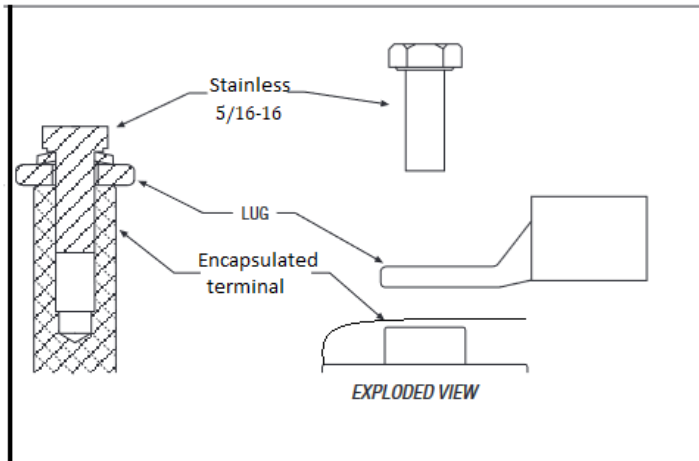 Stainless
5/16-16
LUG
Encapsulated
terminal
EXPLODED VIEW